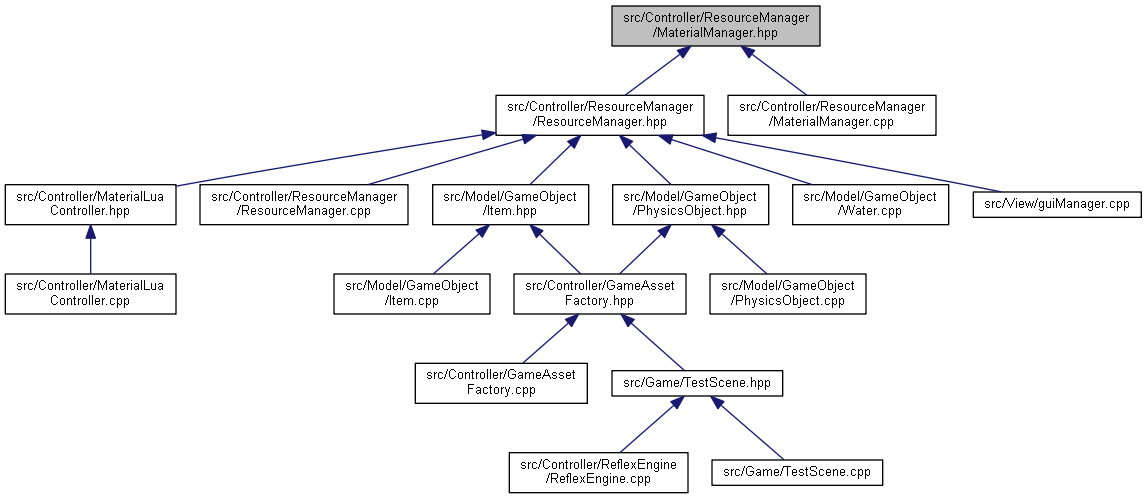 src/Controller/ResourceManager
/MaterialManager.hpp
src/Controller/ResourceManager
/ResourceManager.hpp
src/Controller/ResourceManager
/MaterialManager.cpp
src/Controller/MaterialLua
Controller.hpp
src/Controller/ResourceManager
/ResourceManager.cpp
src/Model/GameObject
/Item.hpp
src/Model/GameObject
/PhysicsObject.hpp
src/Model/GameObject
/Water.cpp
src/View/guiManager.cpp
src/Controller/MaterialLua
Controller.cpp
src/Model/GameObject
/Item.cpp
src/Controller/GameAsset
Factory.hpp
src/Model/GameObject
/PhysicsObject.cpp
src/Controller/GameAsset
Factory.cpp
src/Game/TestScene.hpp
src/Controller/ReflexEngine
/ReflexEngine.cpp
src/Game/TestScene.cpp